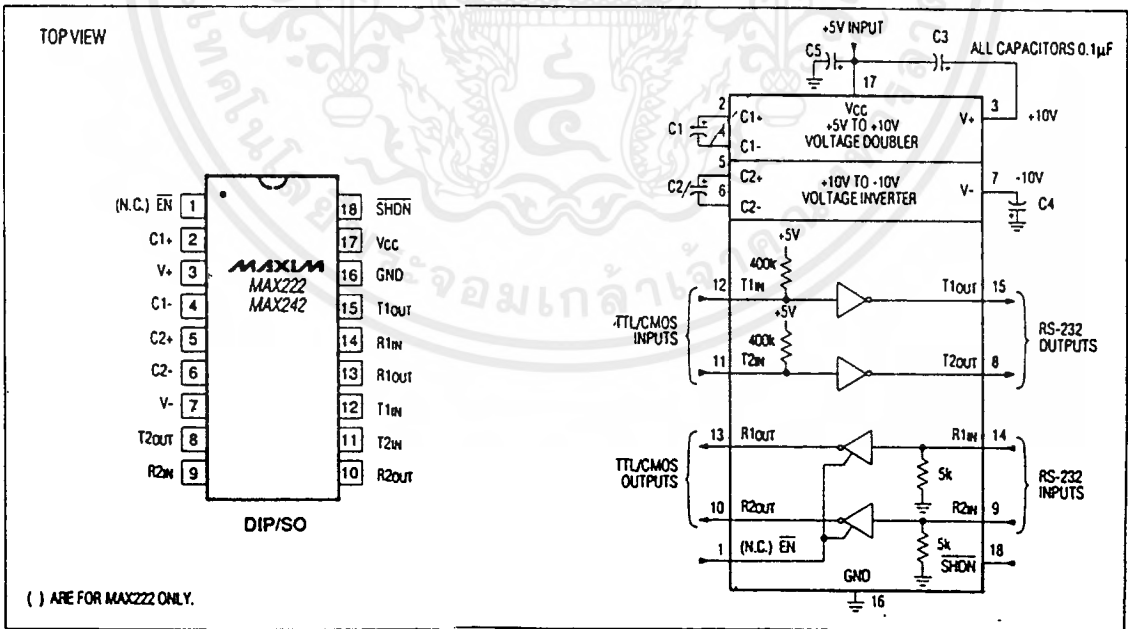 TOP VIEW
(N.C.) EN 1
C1+ 2
V+ 3
C1- 4
C2+ 5
C2- 6
V- 7
T2OUT 8
R2IN 9
18 SHDN
17 VCC
16 GND
15 T1OUT
14 R1IN
13 R1OUT
12 T1IN
11 T2IN
10 R2OUT
MAXIM
MAX222
MAX242
DIP/SO
( ) ARE FOR MAX222 ONLY.
+5V INPUT
C5
C3
ALL CAPACITORS 0.1µF
17
2
C1+
VCC
V+
3
+10V
C1
4
C1-
+5V TO +10V
VOLTAGE DOUBLER
5
C2+
C2
6
C2-
+10V TO -10V
VOLTAGE INVERTER
V-
7
-10V
C4
+5V
400k
12
T1IN
T1OUT
15
+5V
TTL/CMOS
INPUTS
400k
RS-232
OUTPUTS
11
T2IN
T2OUT
8
13
R1OUT
R1IN
14
TTL/CMOS
OUTPUTS
5k
RS-232
INPUTS
10
R2OUT
R2IN
9
1
(N.C.) EN
5k
SHDN
18
GND
16